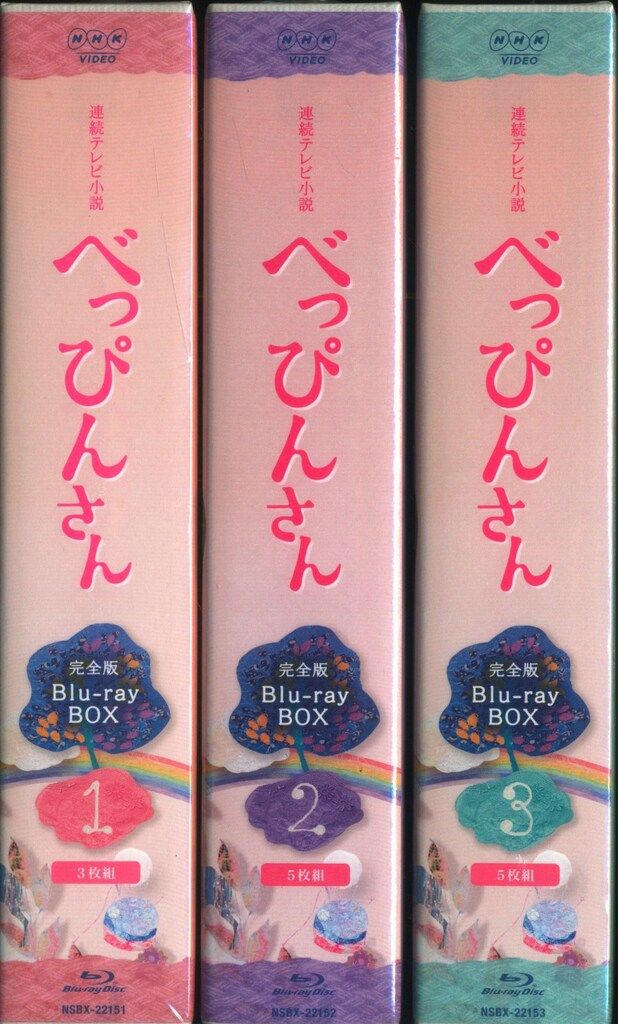 NHK
VIDEO
連続テレビ小説
べっぴんさん
完全版
Blu-ray
BOX
1
3枚組
Blu-ray Disc
NSBX-22151
NHK
VIDEO
連続テレビ小説
べっぴんさん
完全版
Blu-ray
BOX
2
5枚組
Blu-ray Disc
NSBX-22152
NHK
VIDEO
連続テレビ小説
べっぴんさん
完全版
Blu-ray
BOX
3
5枚組
Blu-ray Disc
NSBX-22153